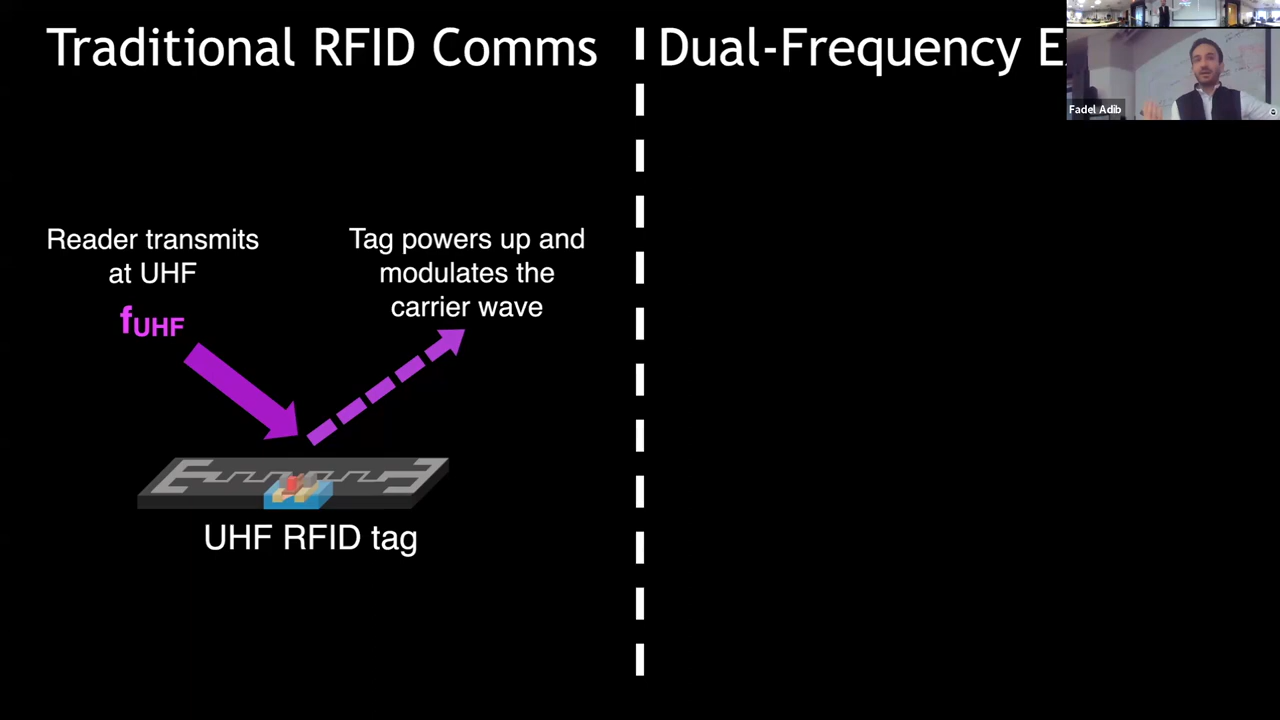 Traditional RFID Comms
Dual-Frequency
Fadel Adib
Reader transmits
at UHF
fUHF
Tag powers up and
modulates the
carrier wave
UHF RFID tag